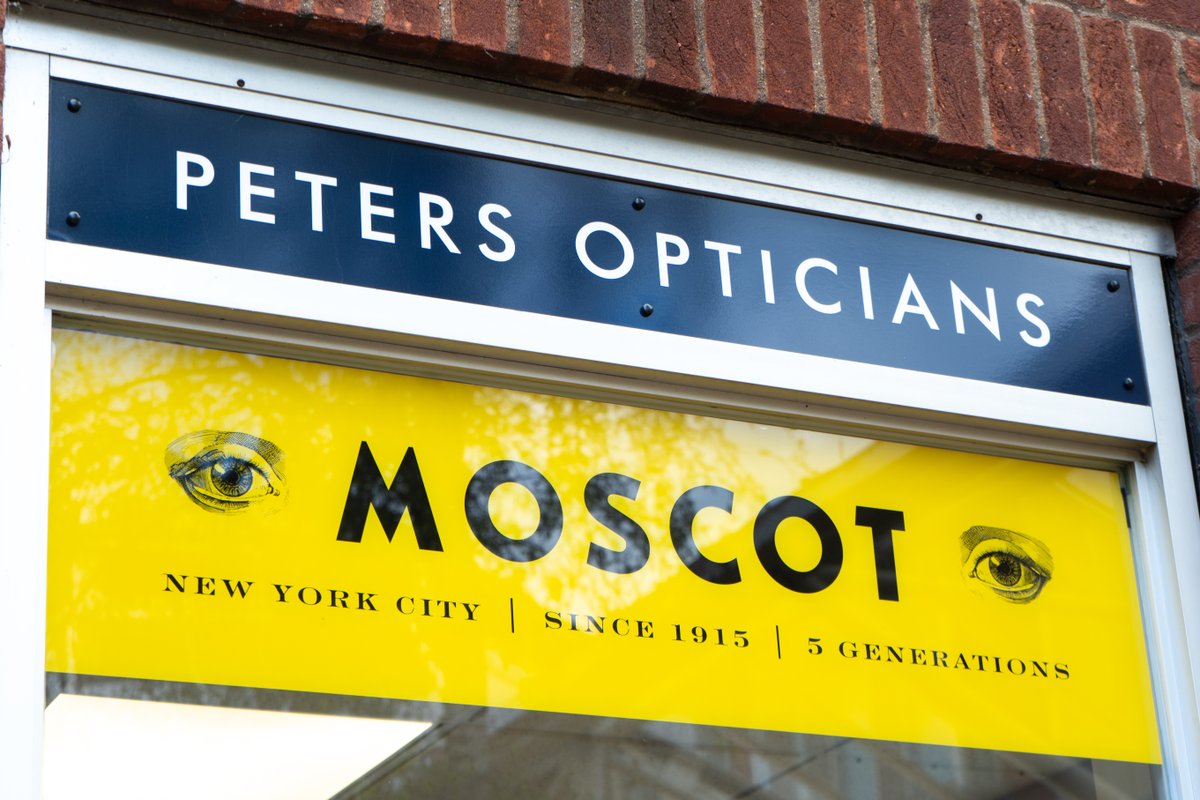 PETERS OPTICIANS
MOSCOT
NEW YORK CITY | SINCE 1915 | 5 GENERATIONS